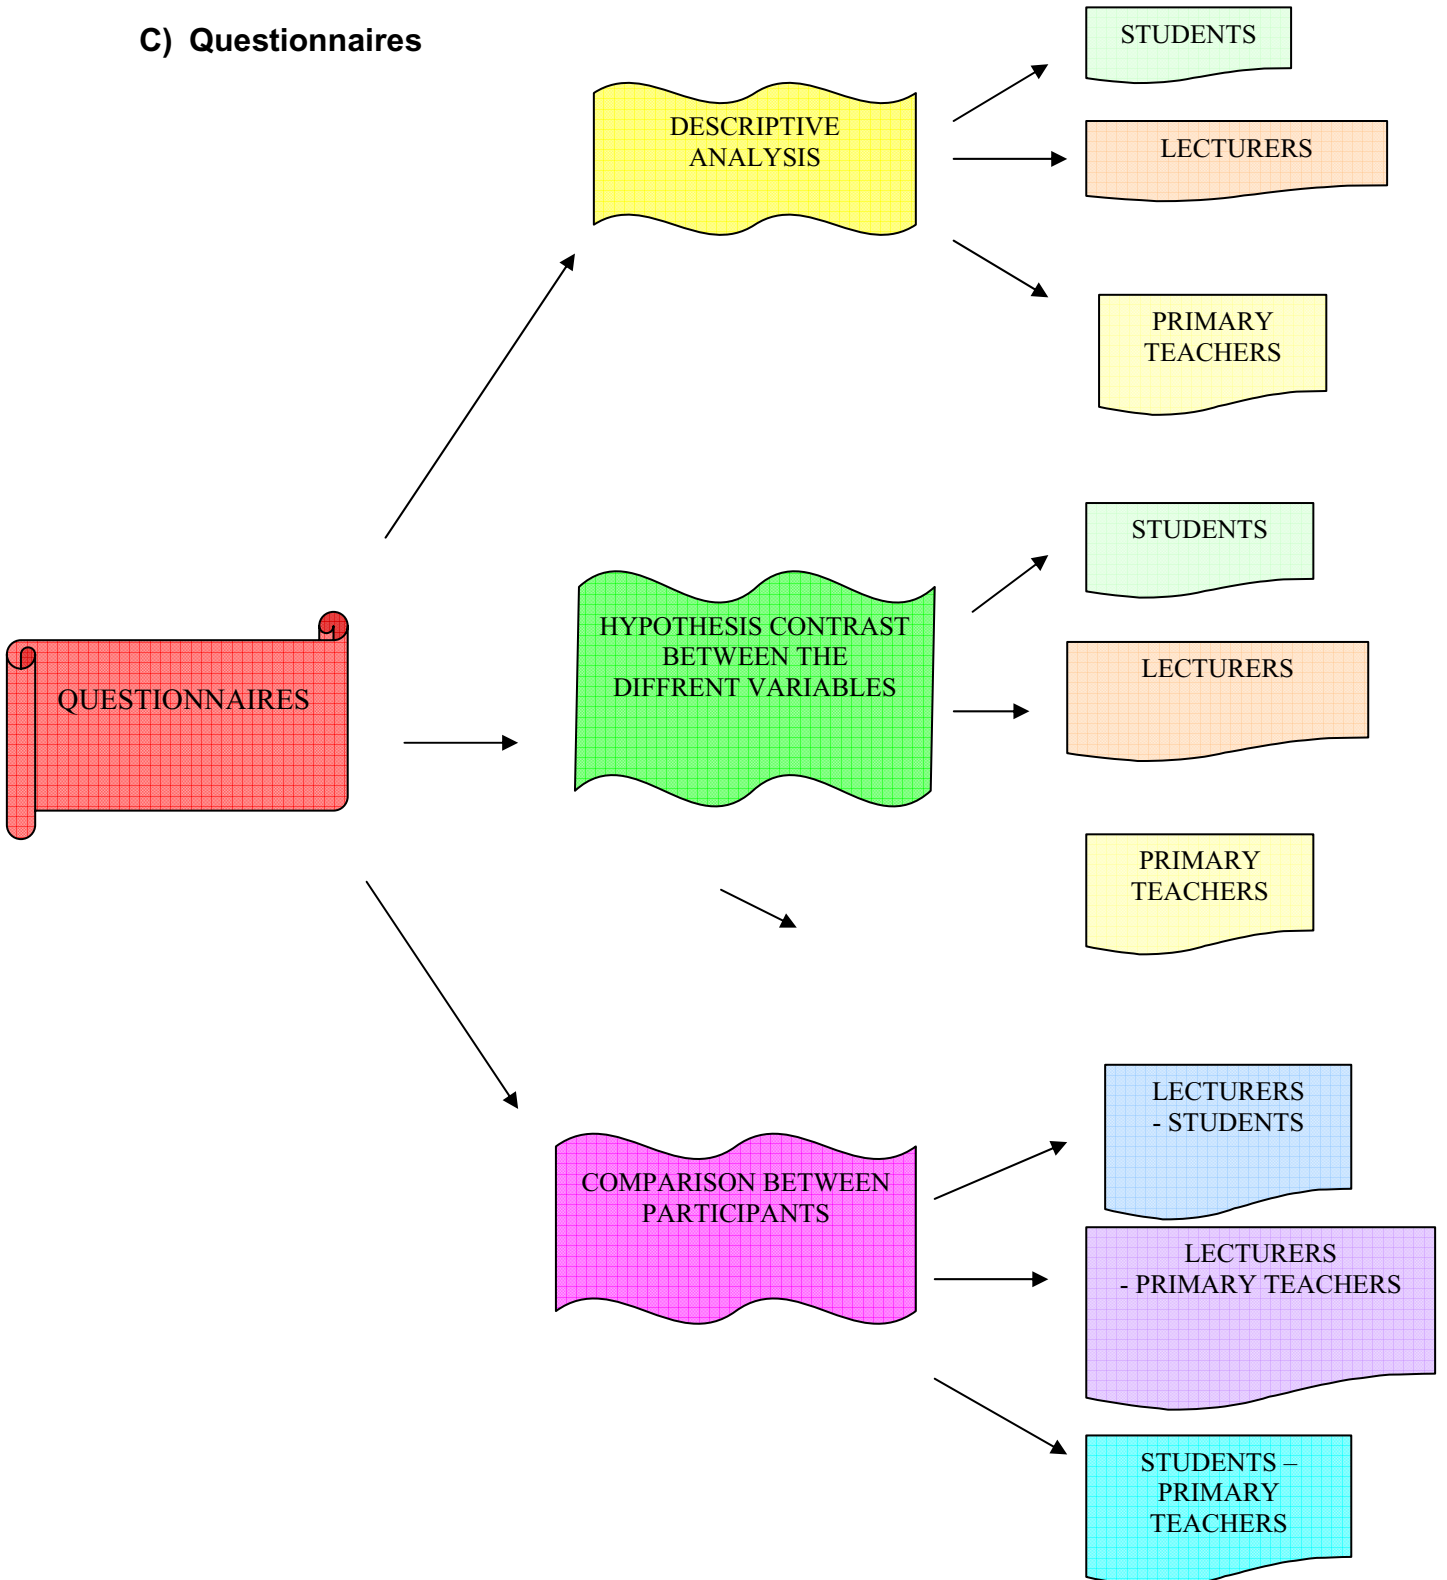 C) Questionnaires
STUDENTS
DESCRIPTIVE
ANALYSIS
LECTURERS
PRIMARY
TEACHERS
STUDENTS
HYPOTHESIS CONTRAST
BETWEEN THE
DIFFRENT VARIABLES
LECTURERS
QUESTIONNAIRES
PRIMARY
TEACHERS
LECTURERS
- STUDENTS
COMPARISON BETWEEN
PARTICIPANTS
LECTURERS
- PRIMARY TEACHERS
STUDENTS –
PRIMARY
TEACHERS